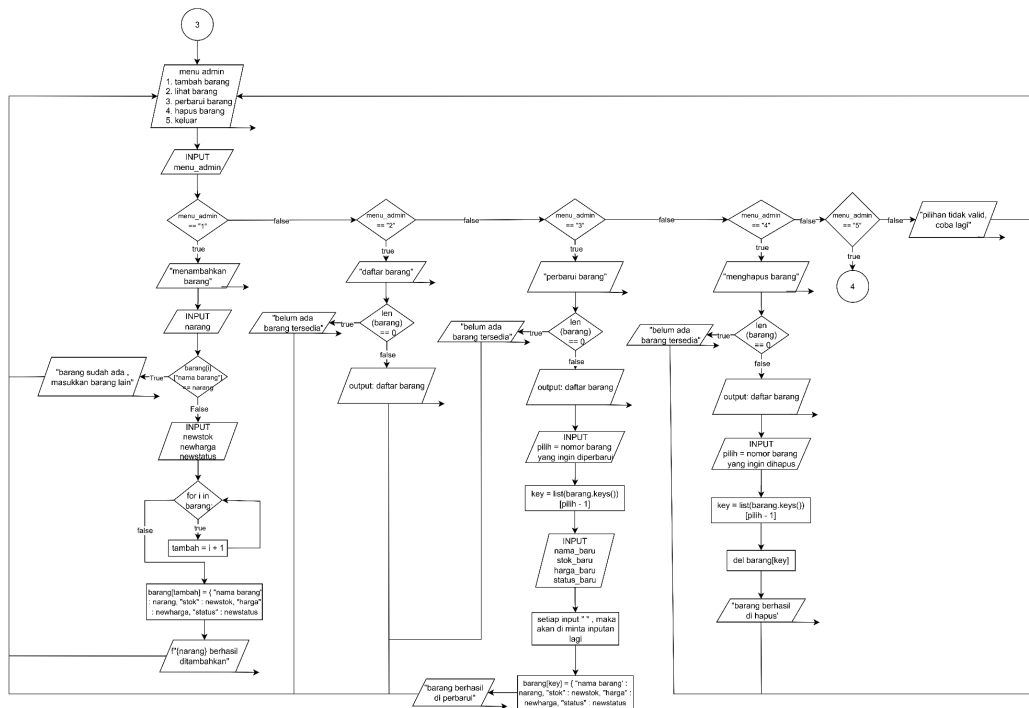 3
menu admin
1. tambah barang
2. lihat barang
3. perbarui barang
4. hapus barang
5. keluar
INPUT
menu_admin
menu_admin
== "1"
false
menu_admin
== "2"
false
menu_admin
== "3"
false
menu_admin
== "4"
false
menu_admin
== "5"
false
"pilihan tidak valid,
coba lagi"
true
true
true
true
true
4
"menambahkan
barang"
INPUT
narang
barang[i]
["nama barang"]
== narang
True
"barang sudah ada ,
masukkan barang lain"
False
INPUT
newstok
newharga
newstatus
for i in
barang:
true
false
tambah = i + 1
barang[tambah] = { "nama barang"
: narang, "stok" : newstok, "harga"
: newharga, "status" : newstatus
f"{narang} berhasil
ditambahkan"
"daftar barang"
len
(barang)
== 0
true
"belum ada
barang tersedia"
false
output: daftar barang
"perbarui barang"
len
(barang)
== 0
true
"belum ada
barang tersedia"
false
output: daftar barang
INPUT
pilih = nomor barang
yang ingin diperbarui
key = list(barang.keys())
[pilih - 1]
INPUT
nama_baru
stok_baru
harga_baru
status_baru
setiap input " " , maka
akan di minta inputan
lagi
barang[key] = { "nama barang' :
narang, "stok" : newstok, "harga" :
newharga, "status" : newstatus
"barang berhasil
di perbarui"
"menghapus barang"
len
(barang)
== 0
true
"belum ada
barang tersedia"
false
output: daftar barang
INPUT
pilih = nomor barang
yang ingin dihapus
key = list(barang.keys())
[pilih - 1]
del barang[key]
"barang berhasil
di hapus'